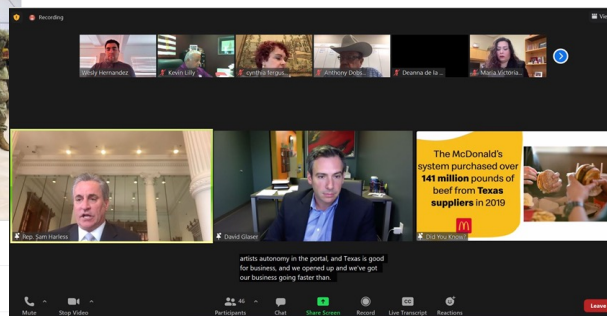 Recording
Vie
Wesly Hernandez
Kevin Lilly
cynthia fergus...
Anthony Dops...
Deanna de la ...
Maria Victoria...
The McDonald's
system purchased over
141 million pounds of
beef from Texas
suppliers in 2019
Rep. Sam Harless
David Glaser
Did You Know?
artists autonomy in the portal, and Texas is good
for business, and we opened up and we've got
our business going faster than.
46
Mute
Stop Video
Participants
Chat
Share Screen
Record
CC
Live Transcript
Reactions
Leave